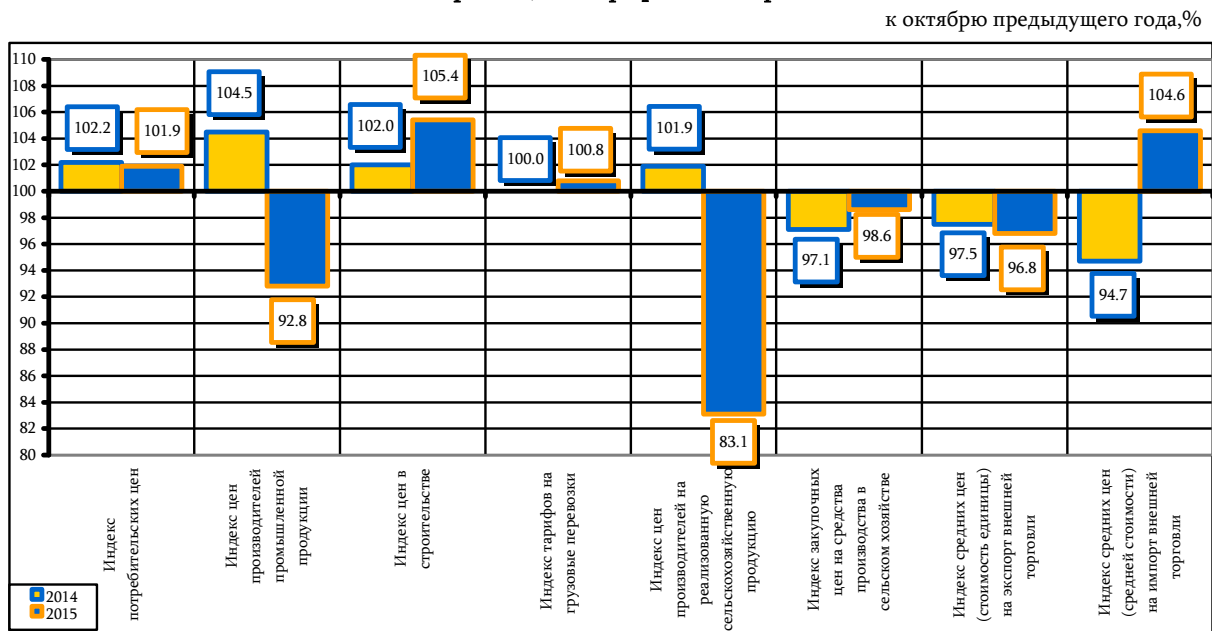 к октябрю предыдущего года,%
110
108
106
104
102
100
98
96
94
92
90
88
86
84
82
80
102.2
101.9
104.5
92.8
102.0
105.4
100.0
100.8
101.9
83.1
97.1
98.6
97.5
96.8
94.7
104.6
Индекс
потребительских цен
Индекс цен
производителей
промышленной
продукции
Индекс цен в
строительстве
Индекс тарифов на
грузовые перевозки
Индекс цен
производителей на
реализованную
сельскохозяйственную
продукцию
Индекс закупочных
цен на средства
производства в
сельском хозяйстве
Индекс средних цен
(стоимость единицы)
на экспорт внешней
торговли
Индекс средних цен
(средней стоимости)
на импорт внешней
торговли
2014
2015